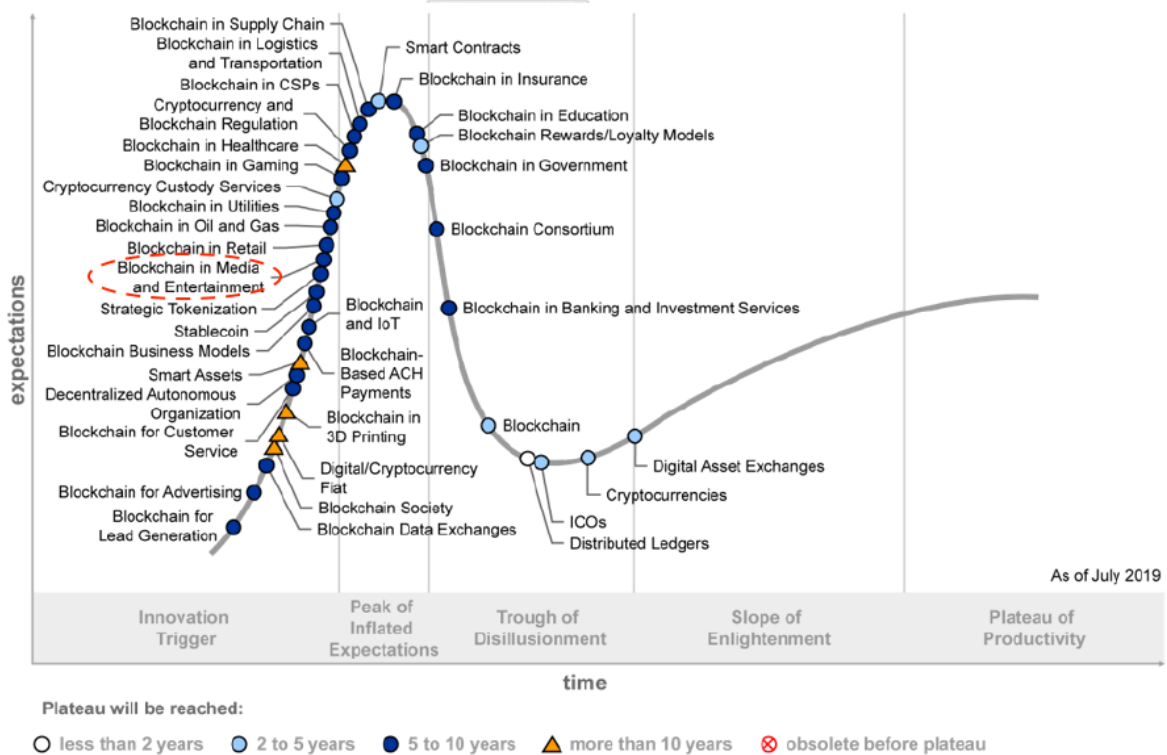 Blockchain in Supply Chain
Blockchain in Logistics
and Transportation
Blockchain in CSPs
Cryptocurrency and
Blockchain Regulation
Blockchain in Healthcare
Blockchain in Gaming
Cryptocurrency Custody Services
Blockchain in Utilities
Blockchain in Oil and Gas
Blockchain in Retail
Blockchain in Media
and Entertainment
Strategic Tokenization
Stablecoin
Blockchain Business Models
Smart Assets
Decentralized Autonomous
Organization
Blockchain for Customer
Service
Blockchain for Advertising
Blockchain for
Lead Generation
Smart Contracts
Blockchain in Insurance
Blockchain in Education
Blockchain Rewards/Loyalty Models
Blockchain in Government
Blockchain Consortium
Blockchain in Banking and Investment Services
Blockchain
and IoT
Blockchain-
Based ACH
Payments
Blockchain in
3D Printing
Digital/Cryptocurrency
Fiat
Blockchain Society
Blockchain Data Exchanges
Blockchain
Digital Asset Exchanges
Cryptocurrencies
ICOs
Distributed Ledgers
As of July 2019
expectations
Innovation
Trigger
Peak of
Inflated
Expectations
Trough of
Disillusionment
Slope of
Enlightenment
Plateau of
Productivity
time
Plateau will be reached:
less than 2 years
2 to 5 years
5 to 10 years
more than 10 years
obsolete before plateau